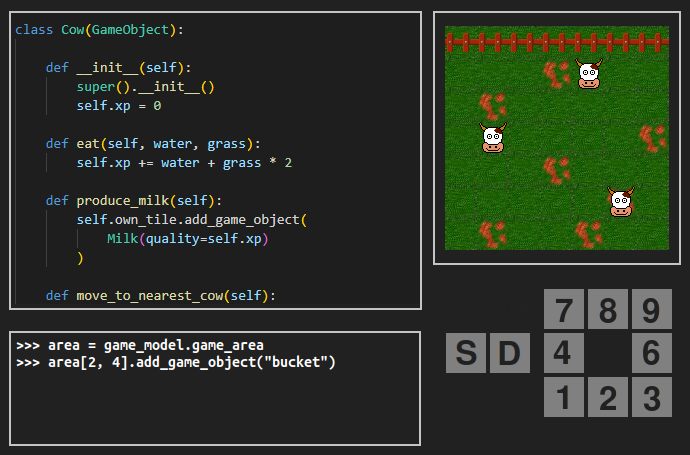 class Cow(GameObject):
def __init__(self):
super().__init__()
self.xp = 0
def eat(self, water, grass):
self.xp += water + grass * 2
def produce_milk(self):
self.own_tile.add_game_object(
Milk(quality=self.xp)
)
def move_to_nearest_cow(self):
>>> area = game_model.game_area
>>> area[2, 4].add_game_object("bucket")
7 8 9
S D 4 6
1 2 3